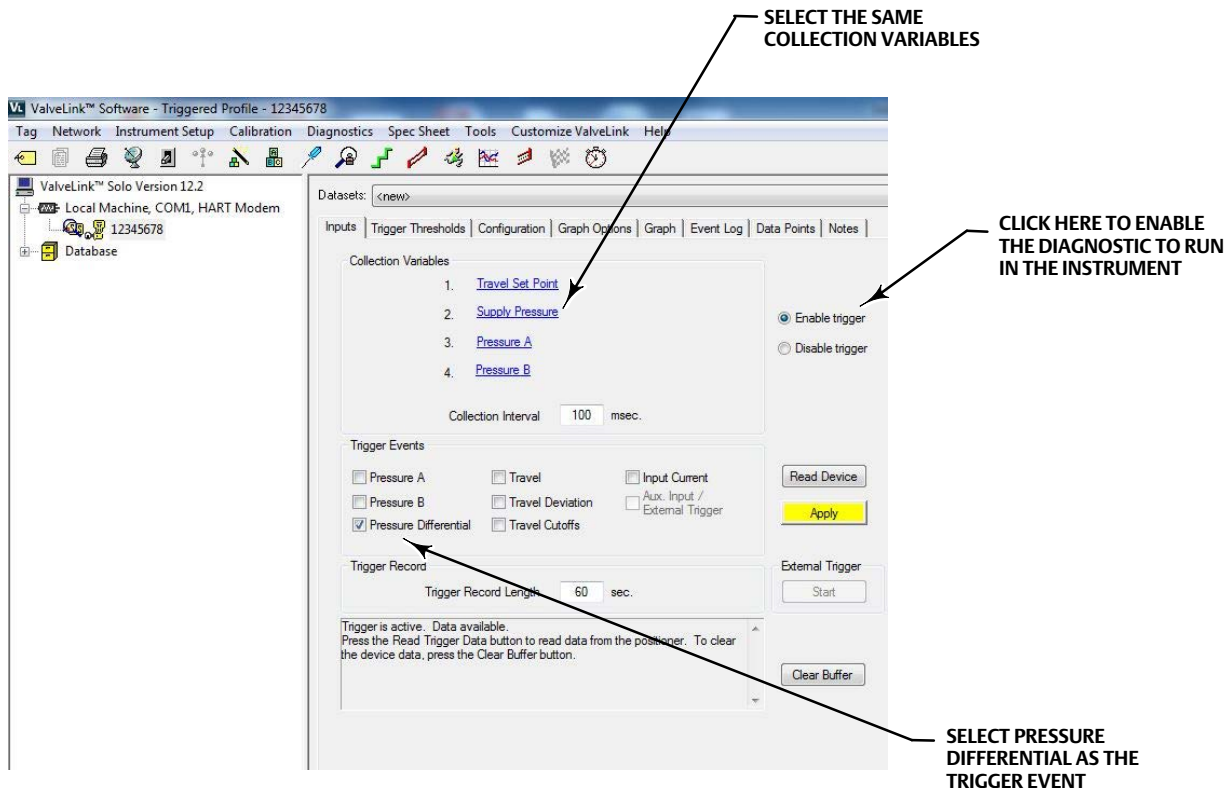 SELECT THE SAME
COLLECTION VARIABLES
VL ValveLink™ Software - Triggered Profile - 12345678
Tag Network Instrument Setup Calibration Diagnostics Spec Sheet Tools Customize ValveLink Help
ValveLink™ Solo Version 12.2
Local Machine, COM1, HART Modem
12345678
Database
Datasets: <new>
Inputs Trigger Thresholds Configuration Graph Options Graph Event Log Data Points Notes
CLICK HERE TO ENABLE
THE DIAGNOSTIC TO RUN
IN THE INSTRUMENT
Collection Variables
1. Travel Set Point
2. Supply Pressure
3. Pressure A
4. Pressure B
Enable trigger
Disable trigger
Collection Interval 100 msec.
Trigger Events
Pressure A Travel Input Current
Pressure B Travel Deviation Aux. Input / External Trigger
Pressure Differential Travel Cutoffs
Read Device
Apply
Trigger Record
Trigger Record Length 60 sec.
External Trigger
Start
Trigger is active. Data available.
Press the Read Trigger Data button to read data from the positioner. To clear
the device data, press the Clear Buffer button.
Clear Buffer
SELECT PRESSURE
DIFFERENTIAL AS THE
TRIGGER EVENT